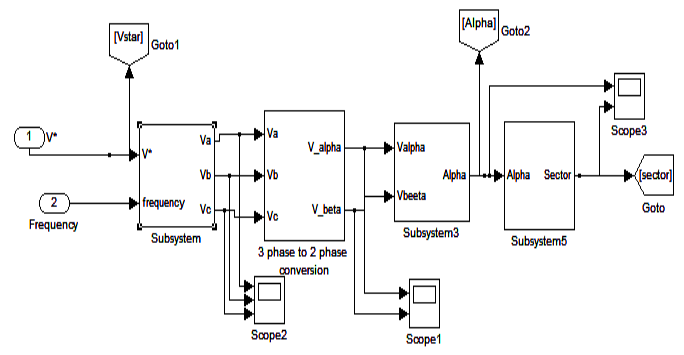 [Vstar]
Goto1
[Alpha]
Goto2
1
V*
V*
frequency
Va
Vb
Vc
Subsystem
2
Frequency
Va
Vb
Vc
V_alpha
V_beta
3 phase to 2 phase
conversion
Valpha
Vbeeta
Alpha
Subsystem3
Alpha
Sector
Subsystem5
Scope3
[sector]
Goto
Scope2
Scope1